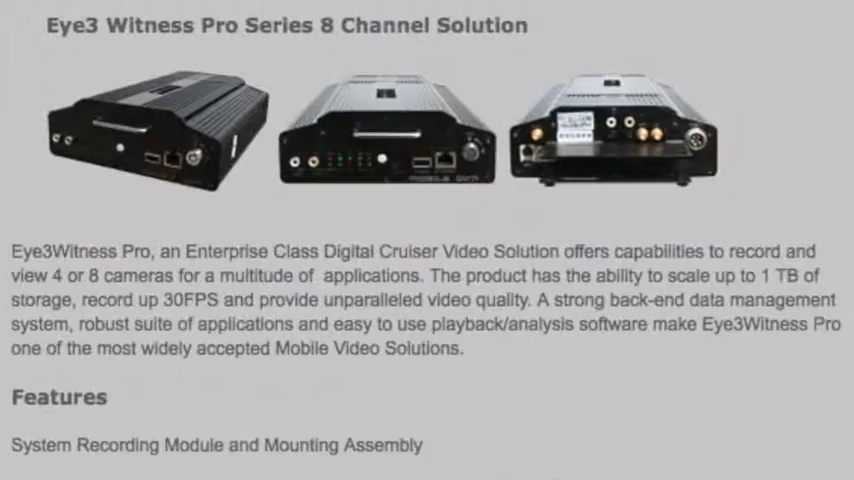 Eye3 Witness Pro Series 8 Channel Solution
MOBILE DVR
Eye3Witness Pro, an Enterprise Class Digital Cruiser Video Solution offers capabilities to record and
view 4 or 8 cameras for a multitude of applications. The product has the ability to scale up to 1 TB of
storage, record up 30FPS and provide unparalleled video quality. A strong back-end data management
system, robust suite of applications and easy to use playback/analysis software make Eye3Witness Pro
one of the most widely accepted Mobile Video Solutions.
Features
System Recording Module and Mounting Assembly